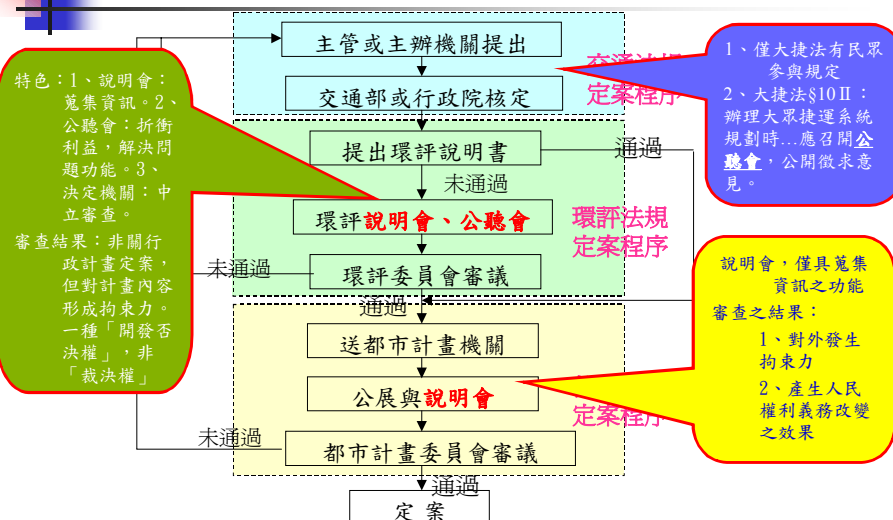 主管或主辦機關提出
交通部或行政院核定
定案程序
1、僅大捷法有民眾
參與規定
2、大捷法§10Ⅱ：
辦理大眾捷運系統
規劃時…應召開公
聽會，公開徵求意
見。
特色：1、說明會：
蒐集資訊。2、
公聽會：折衝
利益，解決問
題功能。3、
決定機關：中
立審查。
審查結果：非關行
政計畫定案，
但對計畫內容
形成拘束力。
一種「開發否
決權」，非
「裁決權」
提出環評說明書
通過
未通過
環評說明會、公聽會
環評法規
定案程序
環評委員會審議
未通過
通過
送都市計畫機關
公展與說明會
定案程序
都市計畫委員會審議
未通過
通過
定案
說明會，僅具蒐集
資訊之功能
審查之結果：
1、對外發生
拘束力
2、產生人民
權利義務改變
之效果